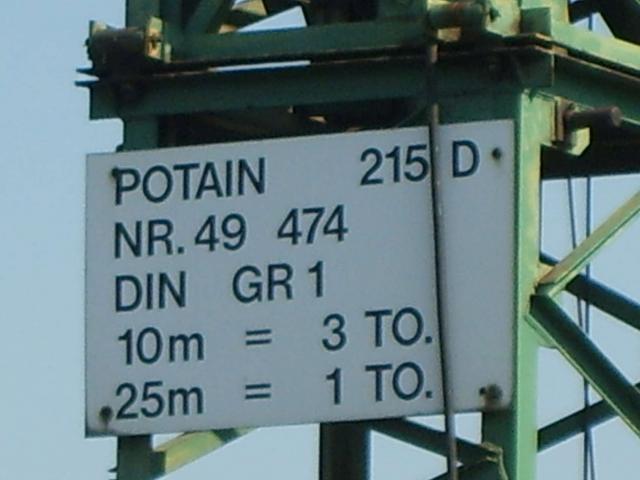 POTAIN 215 D
NR. 49 474
DIN GR 1
10m = 3 TO.
25m = 1 TO.